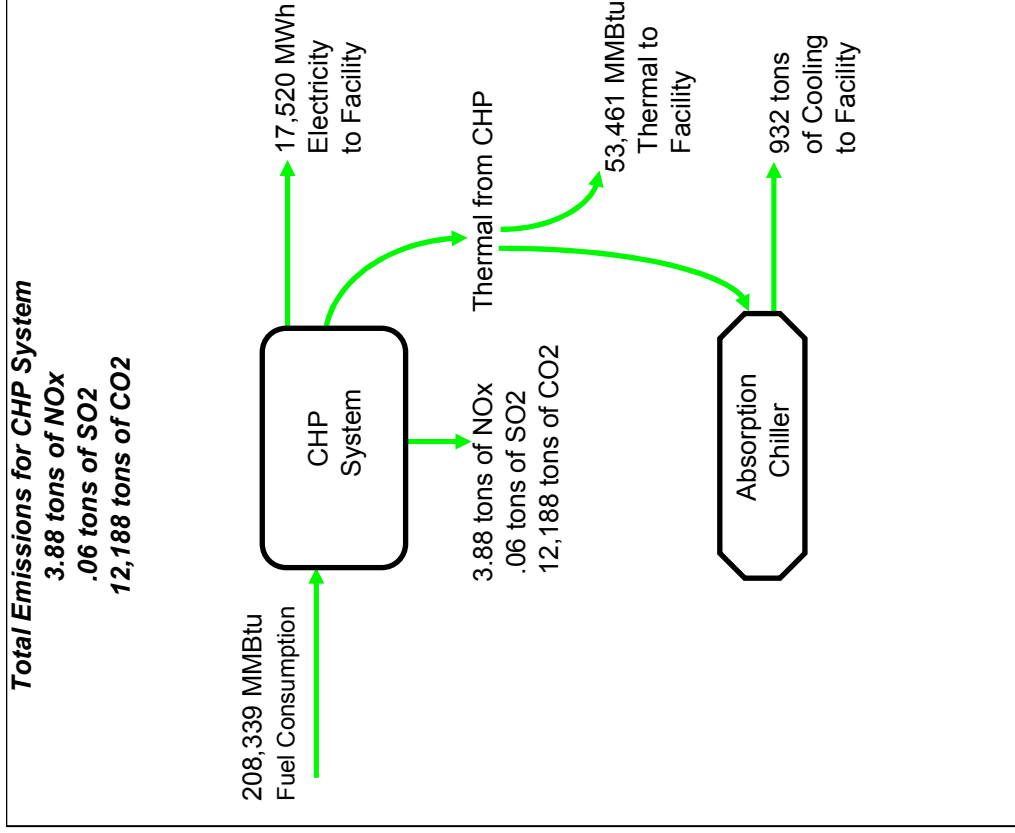 Total Emissions for CHP System
3.88 tons of NOx
.06 tons of SO2
12,188 tons of CO2
208,339 MMBtu
Fuel Consumption
CHP
System
17,520 MWh
Electricity
to Facility
3.88 tons of NOx
.06 tons of SO2
12,188 tons of CO2
Thermal from CHP
53,461 MMBtu
Thermal to
Facility
Absorption
Chiller
932 tons
of Cooling
to Facility